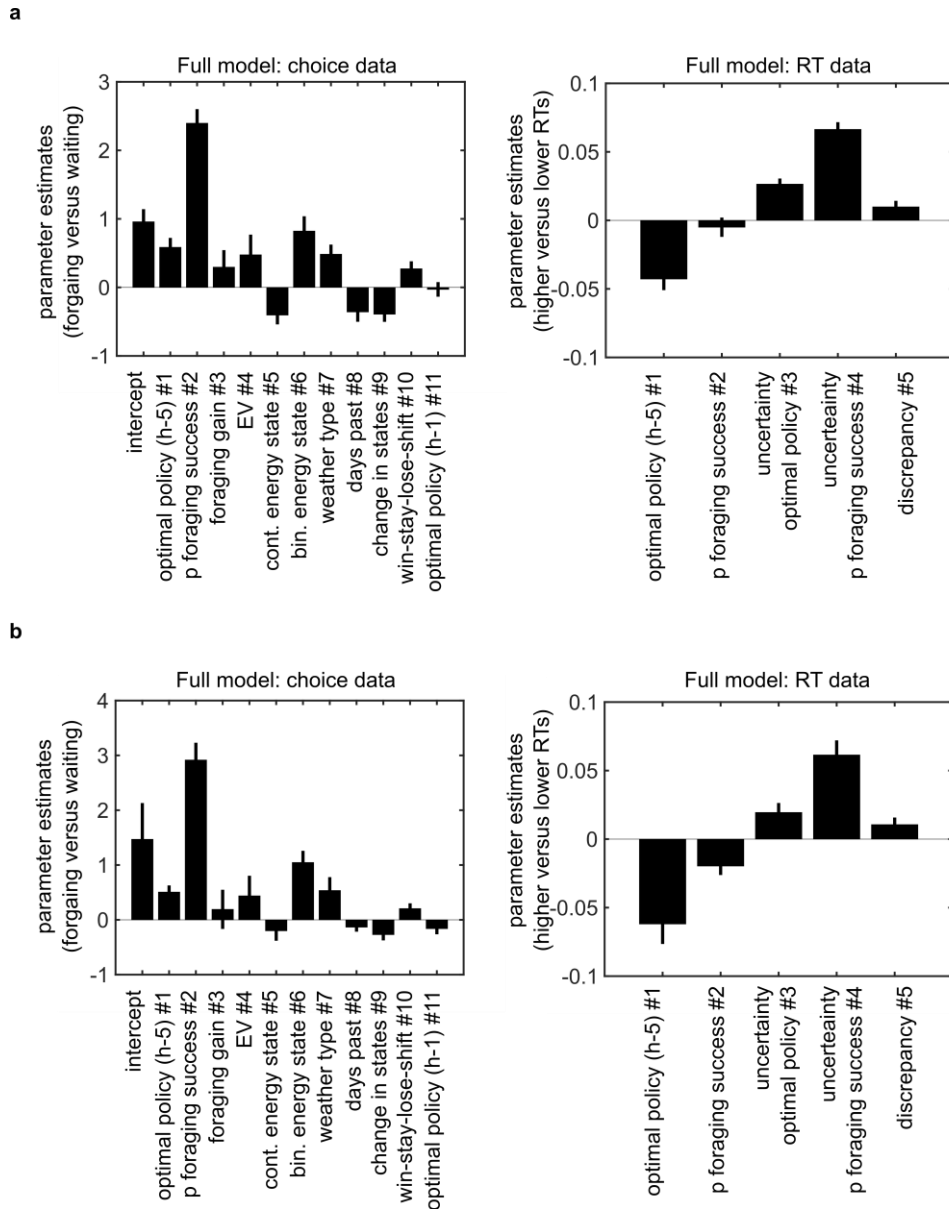 a
Full model: choice data
parameter estimates
(forgaing versus waiting)
3
2
1
0
-1
intercept
optimal policy (h-5) #1
p foraging success #2
foraging gain #3
EV #4
cont. energy state #5
bin. energy state #6
weather type #7
days past #8
change in states #9
win-stay-lose-shift #10
optimal policy (h-1) #11
Full model: RT data
parameter estimates
(higher versus lower RTs)
0.1
0.05
0
-0.05
-0.1
optimal policy (h-5) #1
p foraging success #2
uncertainty
optimal policy #3
uncerteainty
p foraging success #4
discrepancy #5
b
Full model: choice data
parameter estimates
(forgaing versus waiting)
4
3
2
1
0
-1
intercept
optimal policy (h-5) #1
p foraging success #2
foraging gain #3
EV #4
cont. energy state #5
bin. energy state #6
weather type #7
days past #8
change in states #9
win-stay-lose-shift #10
optimal policy (h-1) #11
Full model: RT data
parameter estimates
(higher versus lower RTs)
0.1
0.05
0
-0.05
-0.1
optimal policy (h-5) #1
p foraging success #2
uncertainty
optimal policy #3
uncerteainty
p foraging success #4
discrepancy #5